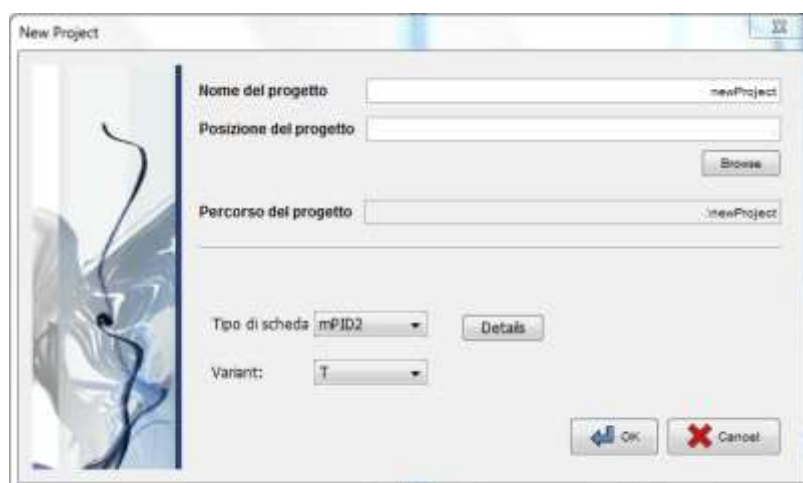 New Project
Nome del progetto newProject
Posizione del progetto
Browse
Percorso del progetto \newProject
Tipo di scheda mPID2 Details
Variant: T
OK Cancel